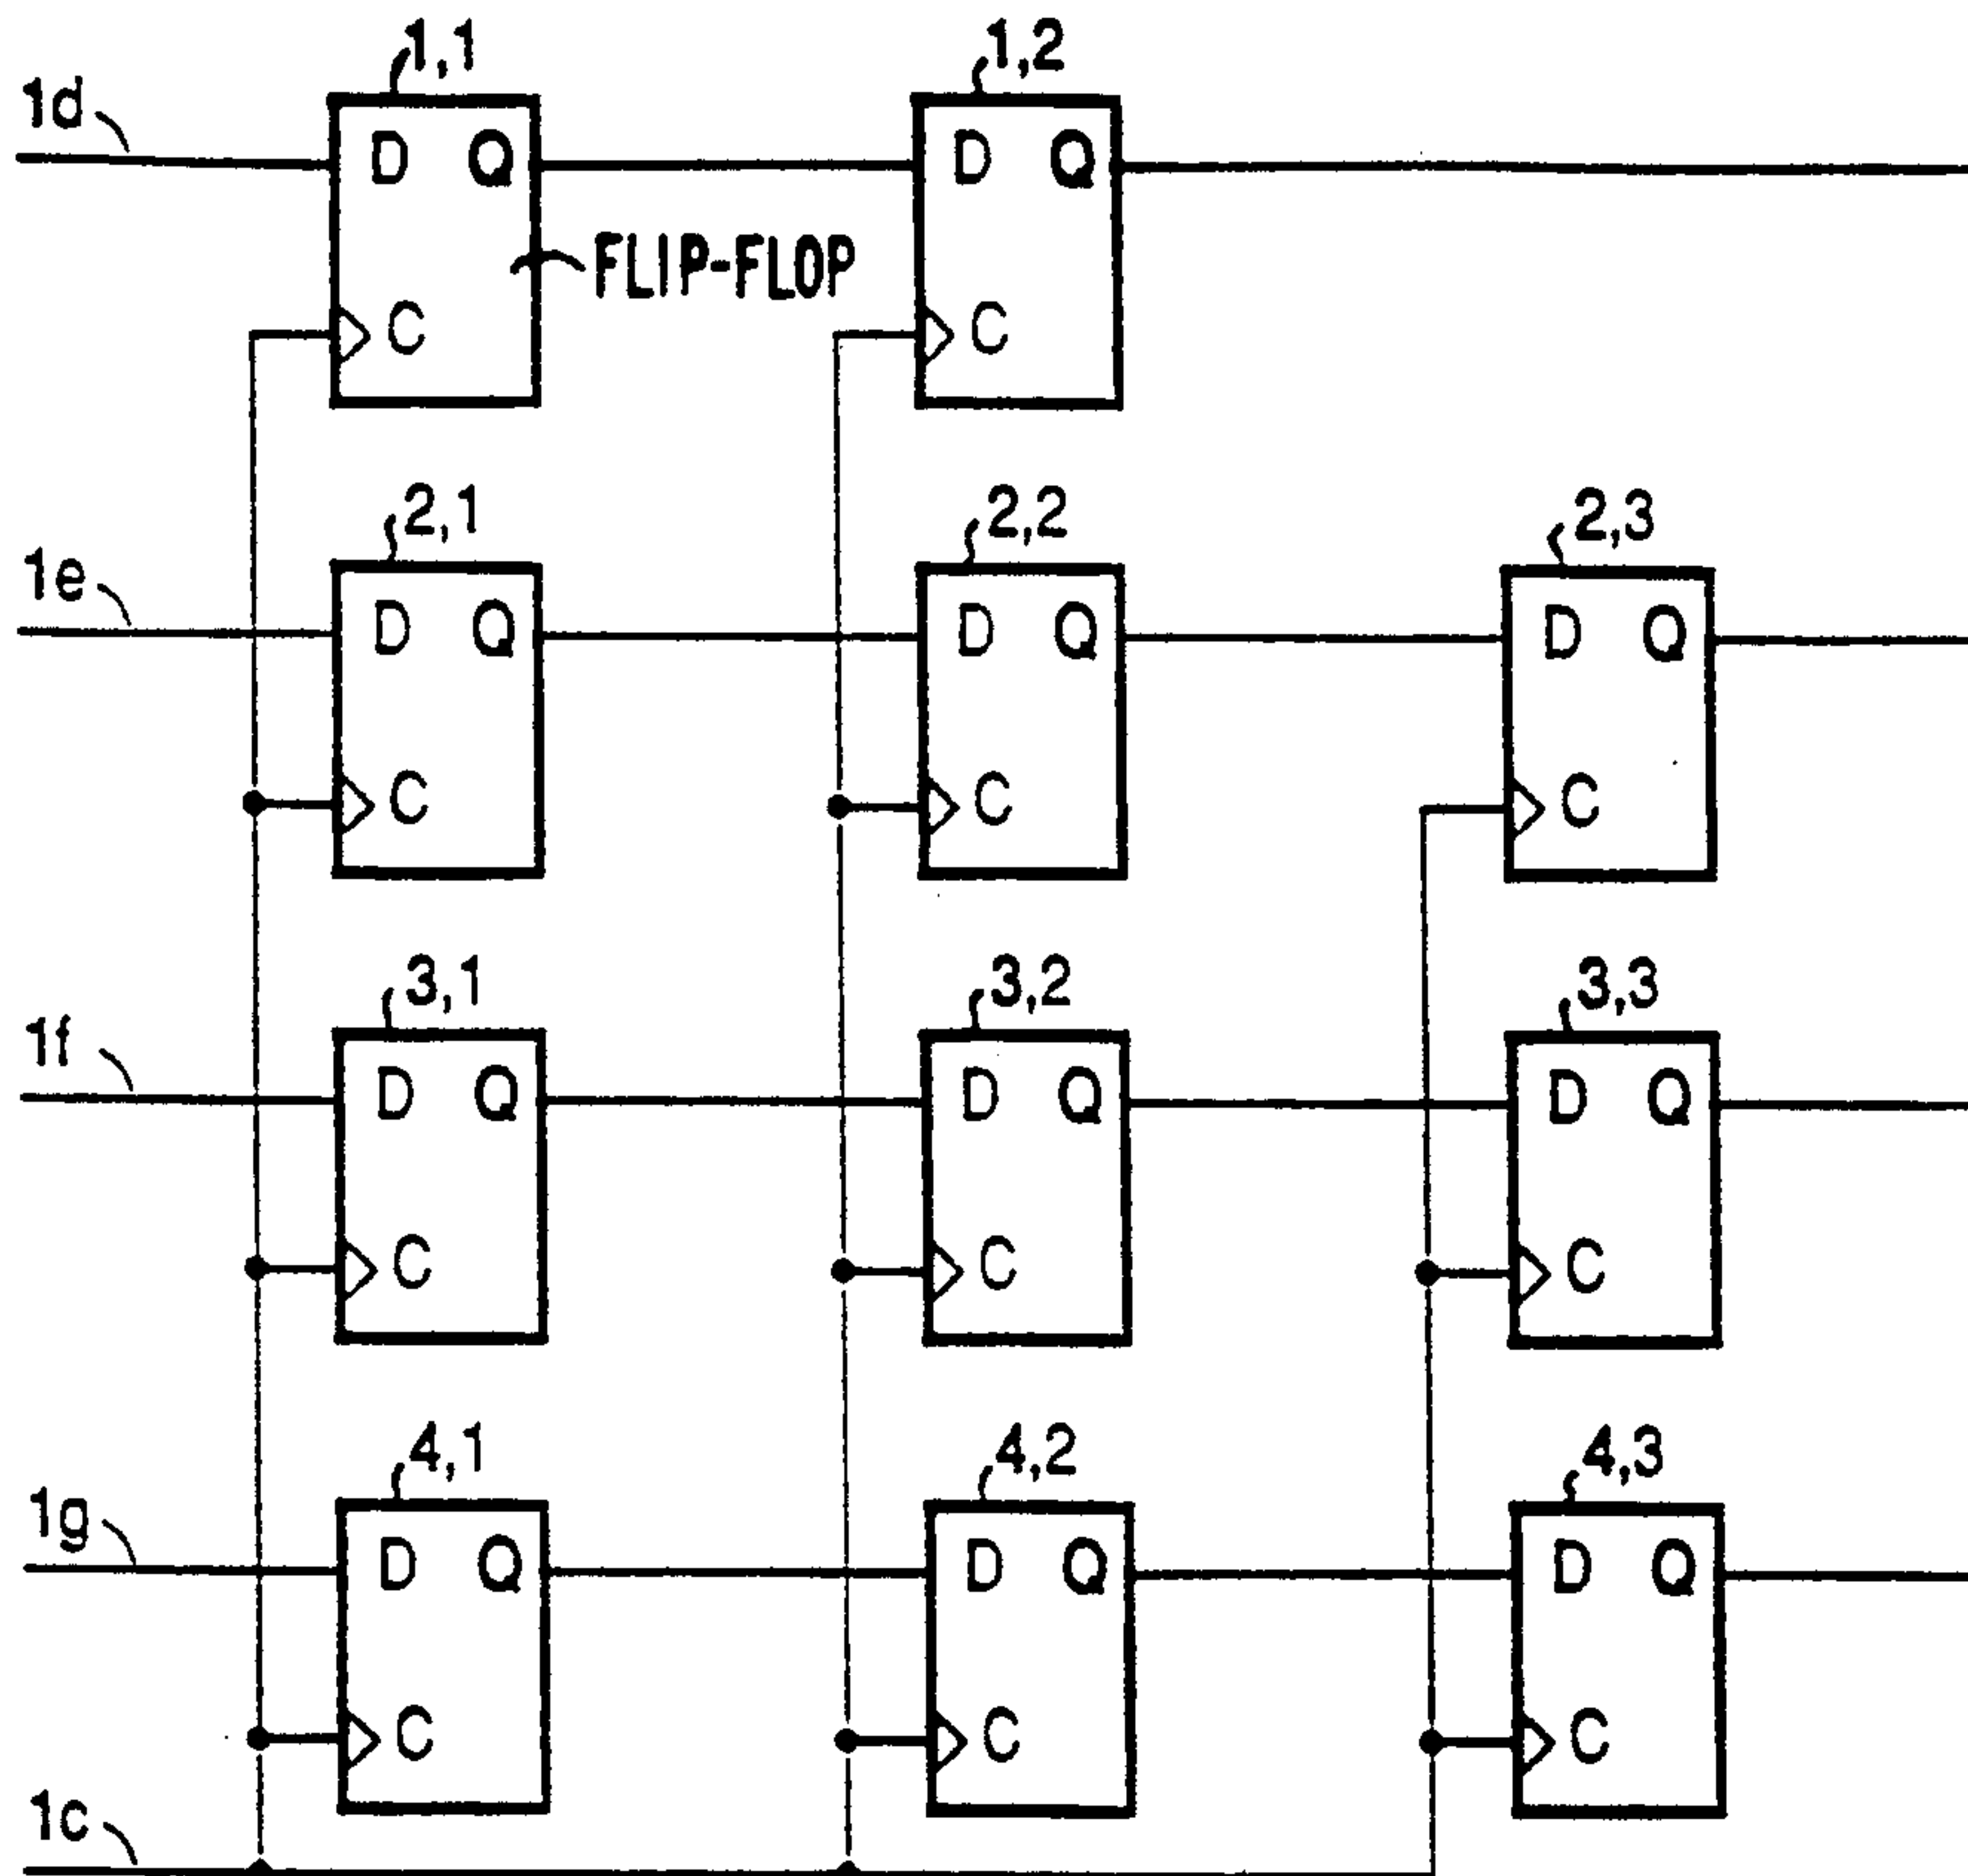 1,1 1,2
1d
D Q D Q
FLIP-FLOP
C C
2,1 2,2 2,3
1e
D Q D Q D Q
C C C
3,1 3,2 3,3
1f
D Q D Q D Q
C C C
4,1 4,2 4,3
1g
D Q D Q D Q
C C C
1c